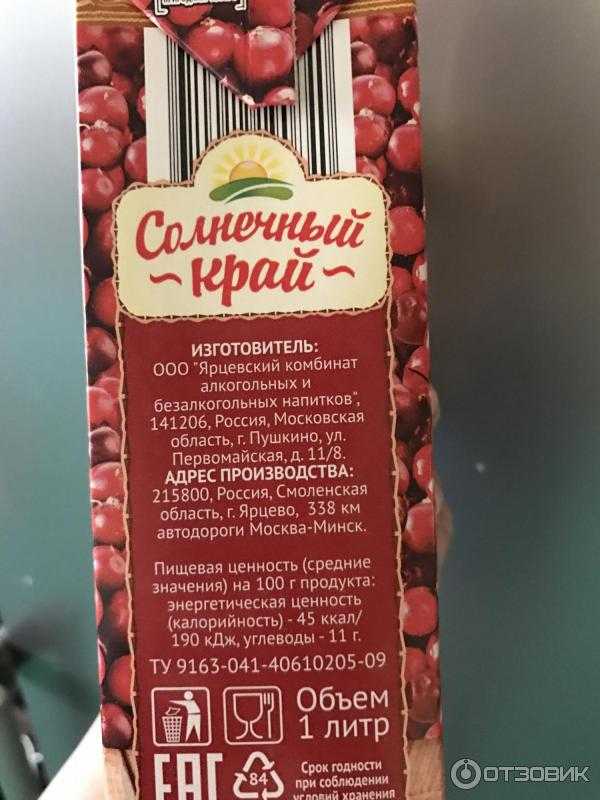 Солнечный
край
ИЗГОТОВИТЕЛЬ:
ООО "Ярцевский комбинат
алкогольных и
безалкогольных напитков",
141206, Россия, Московская
область, г. Пушкино, ул.
Первомайская, д. 11/8.
АДРЕС ПРОИЗВОДСТВА:
215800, Россия, Смоленская
область, г. Ярцево, 338 км
автодороги Москва-Минск.
Пищевая ценность (средние
значения) на 100 г продукта:
энергетическая ценность
(калорийность) - 45 ккал/
190 кДж, углеводы - 11 г.
ТУ 9163-041-40610205-09
Объем
1 литр
EAC
84
Срок годности
при соблюдении
условий хранения
ОТЗОВИК